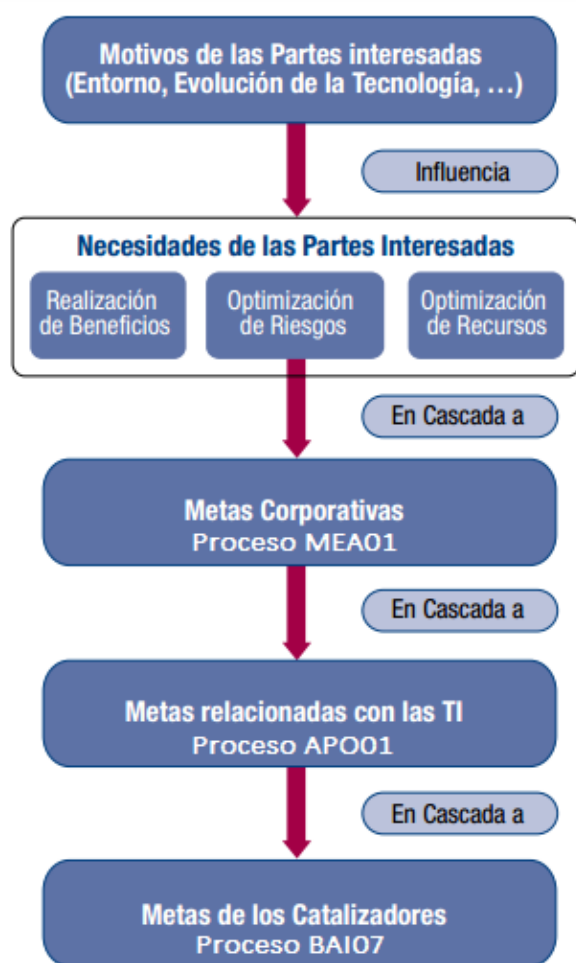 Motivos de las Partes interesadas
(Entorno, Evolución de la Tecnología, …)
Influencia
Necesidades de las Partes Interesadas
Realización
de Beneficios
Optimización
de Riesgos
Optimización
de Recursos
En Cascada a
Metas Corporativas
Proceso MEA01
En Cascada a
Metas relacionadas con las TI
Proceso APO01
En Cascada a
Metas de los Catalizadores
Proceso BAI07